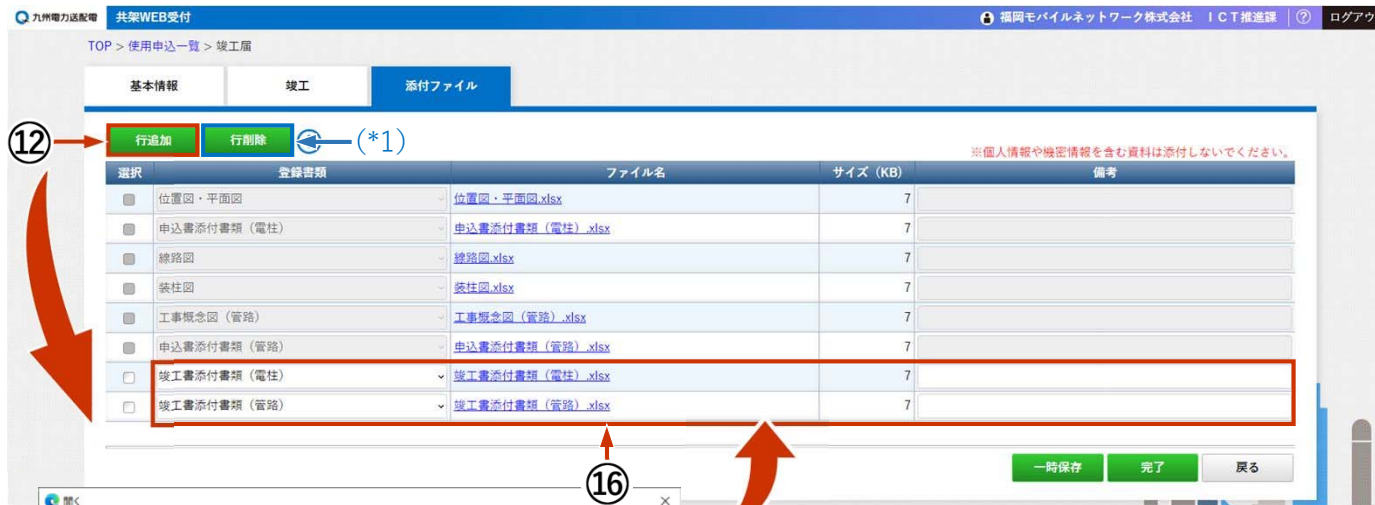 九州電力送配電 共架WEB受付 福岡モバイルネットワーク株式会社 ICT推進課 ? ログアウ
TOP > 使用申込一覧 > 竣工届
基本情報 竣工 添付ファイル
⑫ 行追加 行削除 (*1)
※個人情報や機密情報を含む資料は添付しないでください。
選択 登録書類 ファイル名 サイズ (KB) 備考
位置図・平面図 位置図・平面図.xlsx 7
申込書添付書類(電柱) 申込書添付書類(電柱).xlsx 7
線路図 線路図.xlsx 7
装柱図 装柱図.xlsx 7
工事概念図(管路) 工事概念図(管路).xlsx 7
申込書添付書類(管路) 申込書添付書類(管路).xlsx 7
竣工書添付書類(電柱) 竣工書添付書類(電柱).xlsx 7
竣工書添付書類(管路) 竣工書添付書類(管路).xlsx 7
一時保存 完了 戻る
⑯
開く